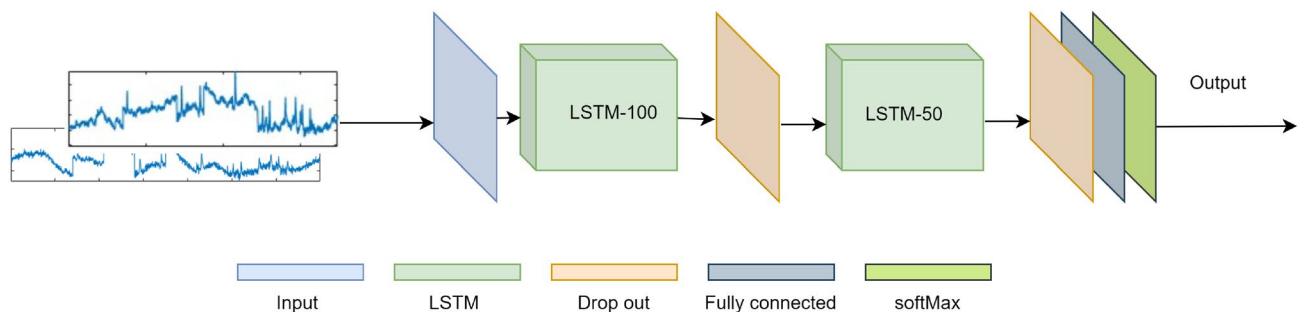 LSTM-100
LSTM-50
Output
Input
LSTM
Drop out
Fully connected
softMax